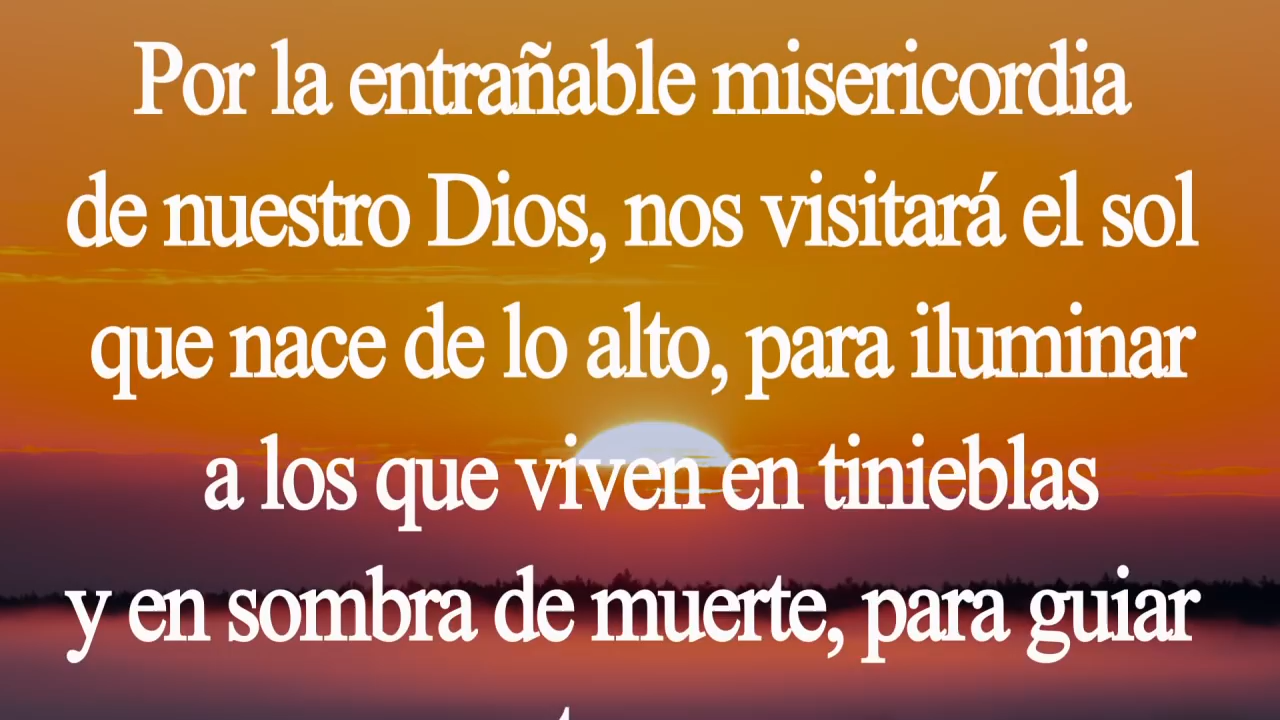 Por la entrañable misericordia
de nuestro Dios, nos visitará el sol
que nace de lo alto, para iluminar
a los que viven en tinieblas
y en sombra de muerte, para guiar